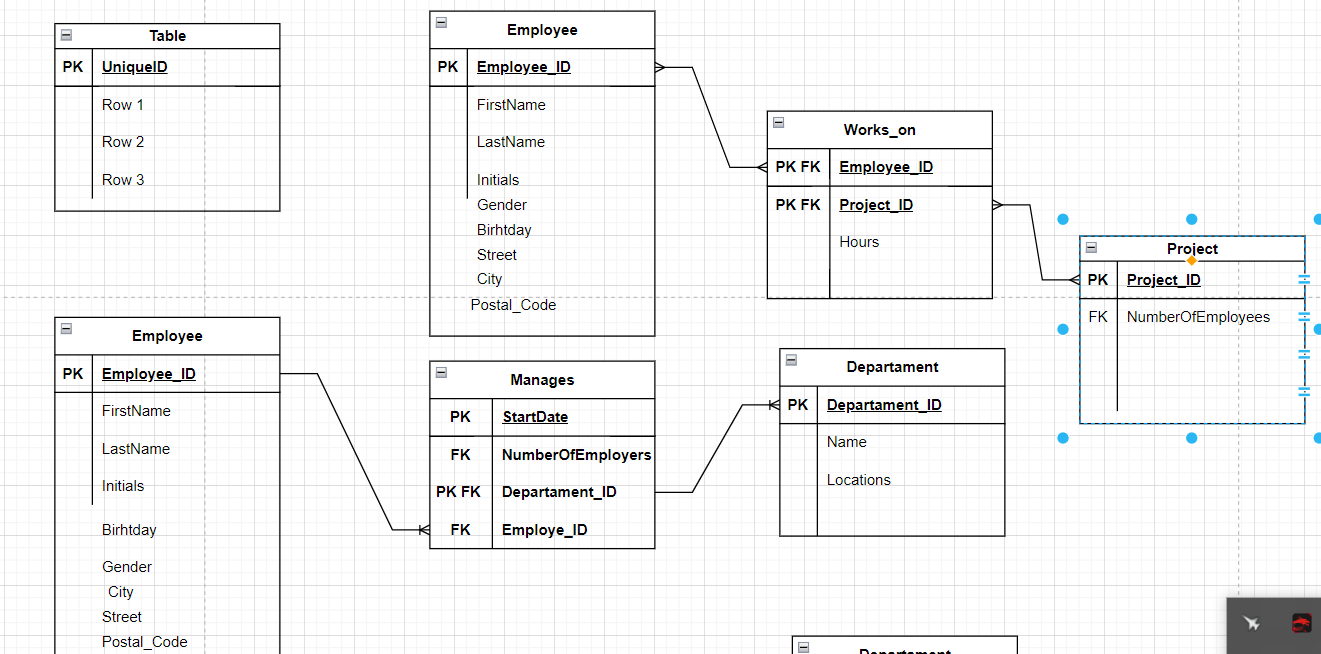 Table
PK UniqueID
Row 1
Row 2
Row 3
Employee
PK Employee_ID
FirstName
LastName
Initials
Gender
Birhtday
Street
City
Postal_Code
Works_on
PK FK Employee_ID
PK FK Project_ID
Hours
Project
PK Project_ID
FK NumberOfEmployees
Employee
PK Employee_ID
FirstName
LastName
Initials
Birhtday
Gender
City
Street
Postal_Code
Manages
PK StartDate
FK NumberOfEmployers
PK FK Departament_ID
FK Employe_ID
Departament
PK Departament_ID
Name
Locations
Departament